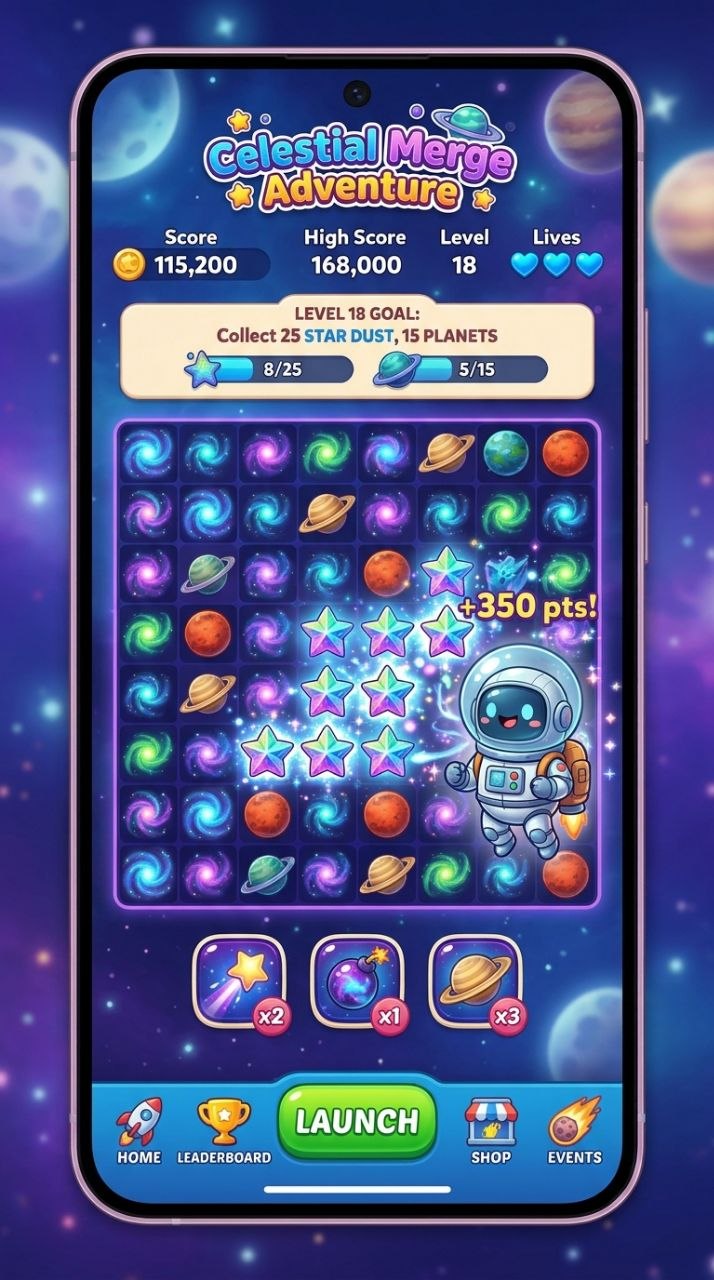 Celestial Merge
Adventure
Score
High Score
Level
Lives
115,200
168,000
18
LEVEL 18 GOAL:
Collect 25 STAR DUST, 15 PLANETS
8/25
5/15
+350 pts!
x2
x1
x3
HOME
LEADERBOARD
LAUNCH
SHOP
EVENTS